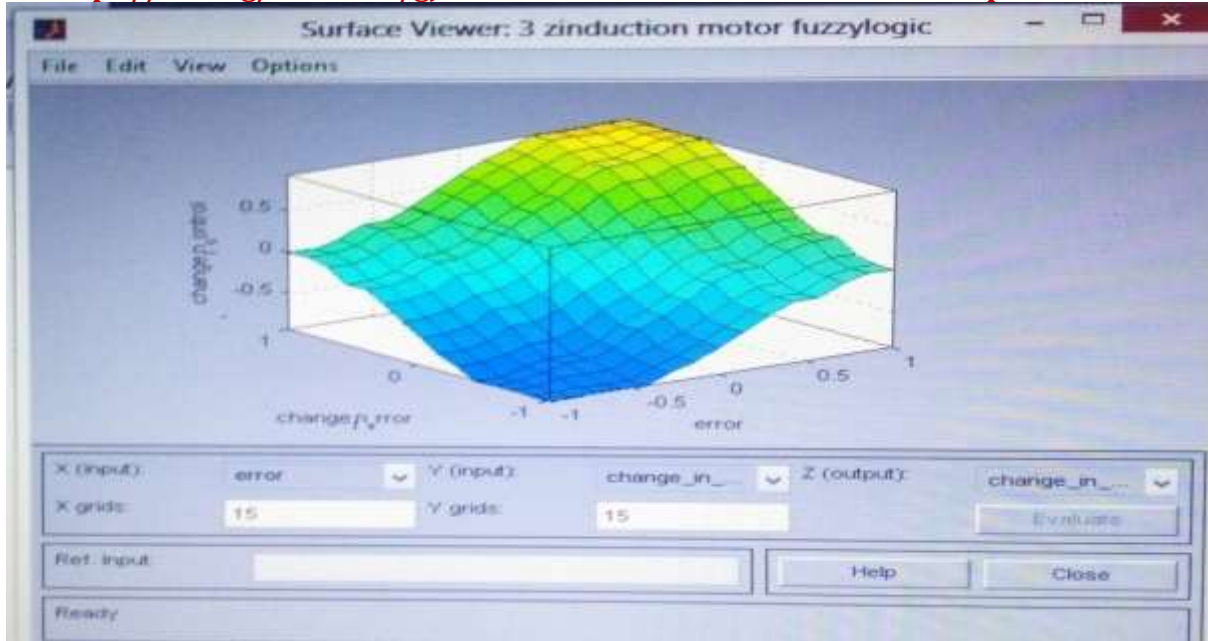 Surface Viewer: 3 zinduction motor fuzzylogic
File Edit View Options
0.5
0
-0.5
1
0
-1
-1
-0.5
0
0.5
1
error
X (input): error Y (input): change_in_... Z (output): change_in_...
X grids: 15 Y grids: 15 Evaluate
Ref. Input: Help Close
Ready